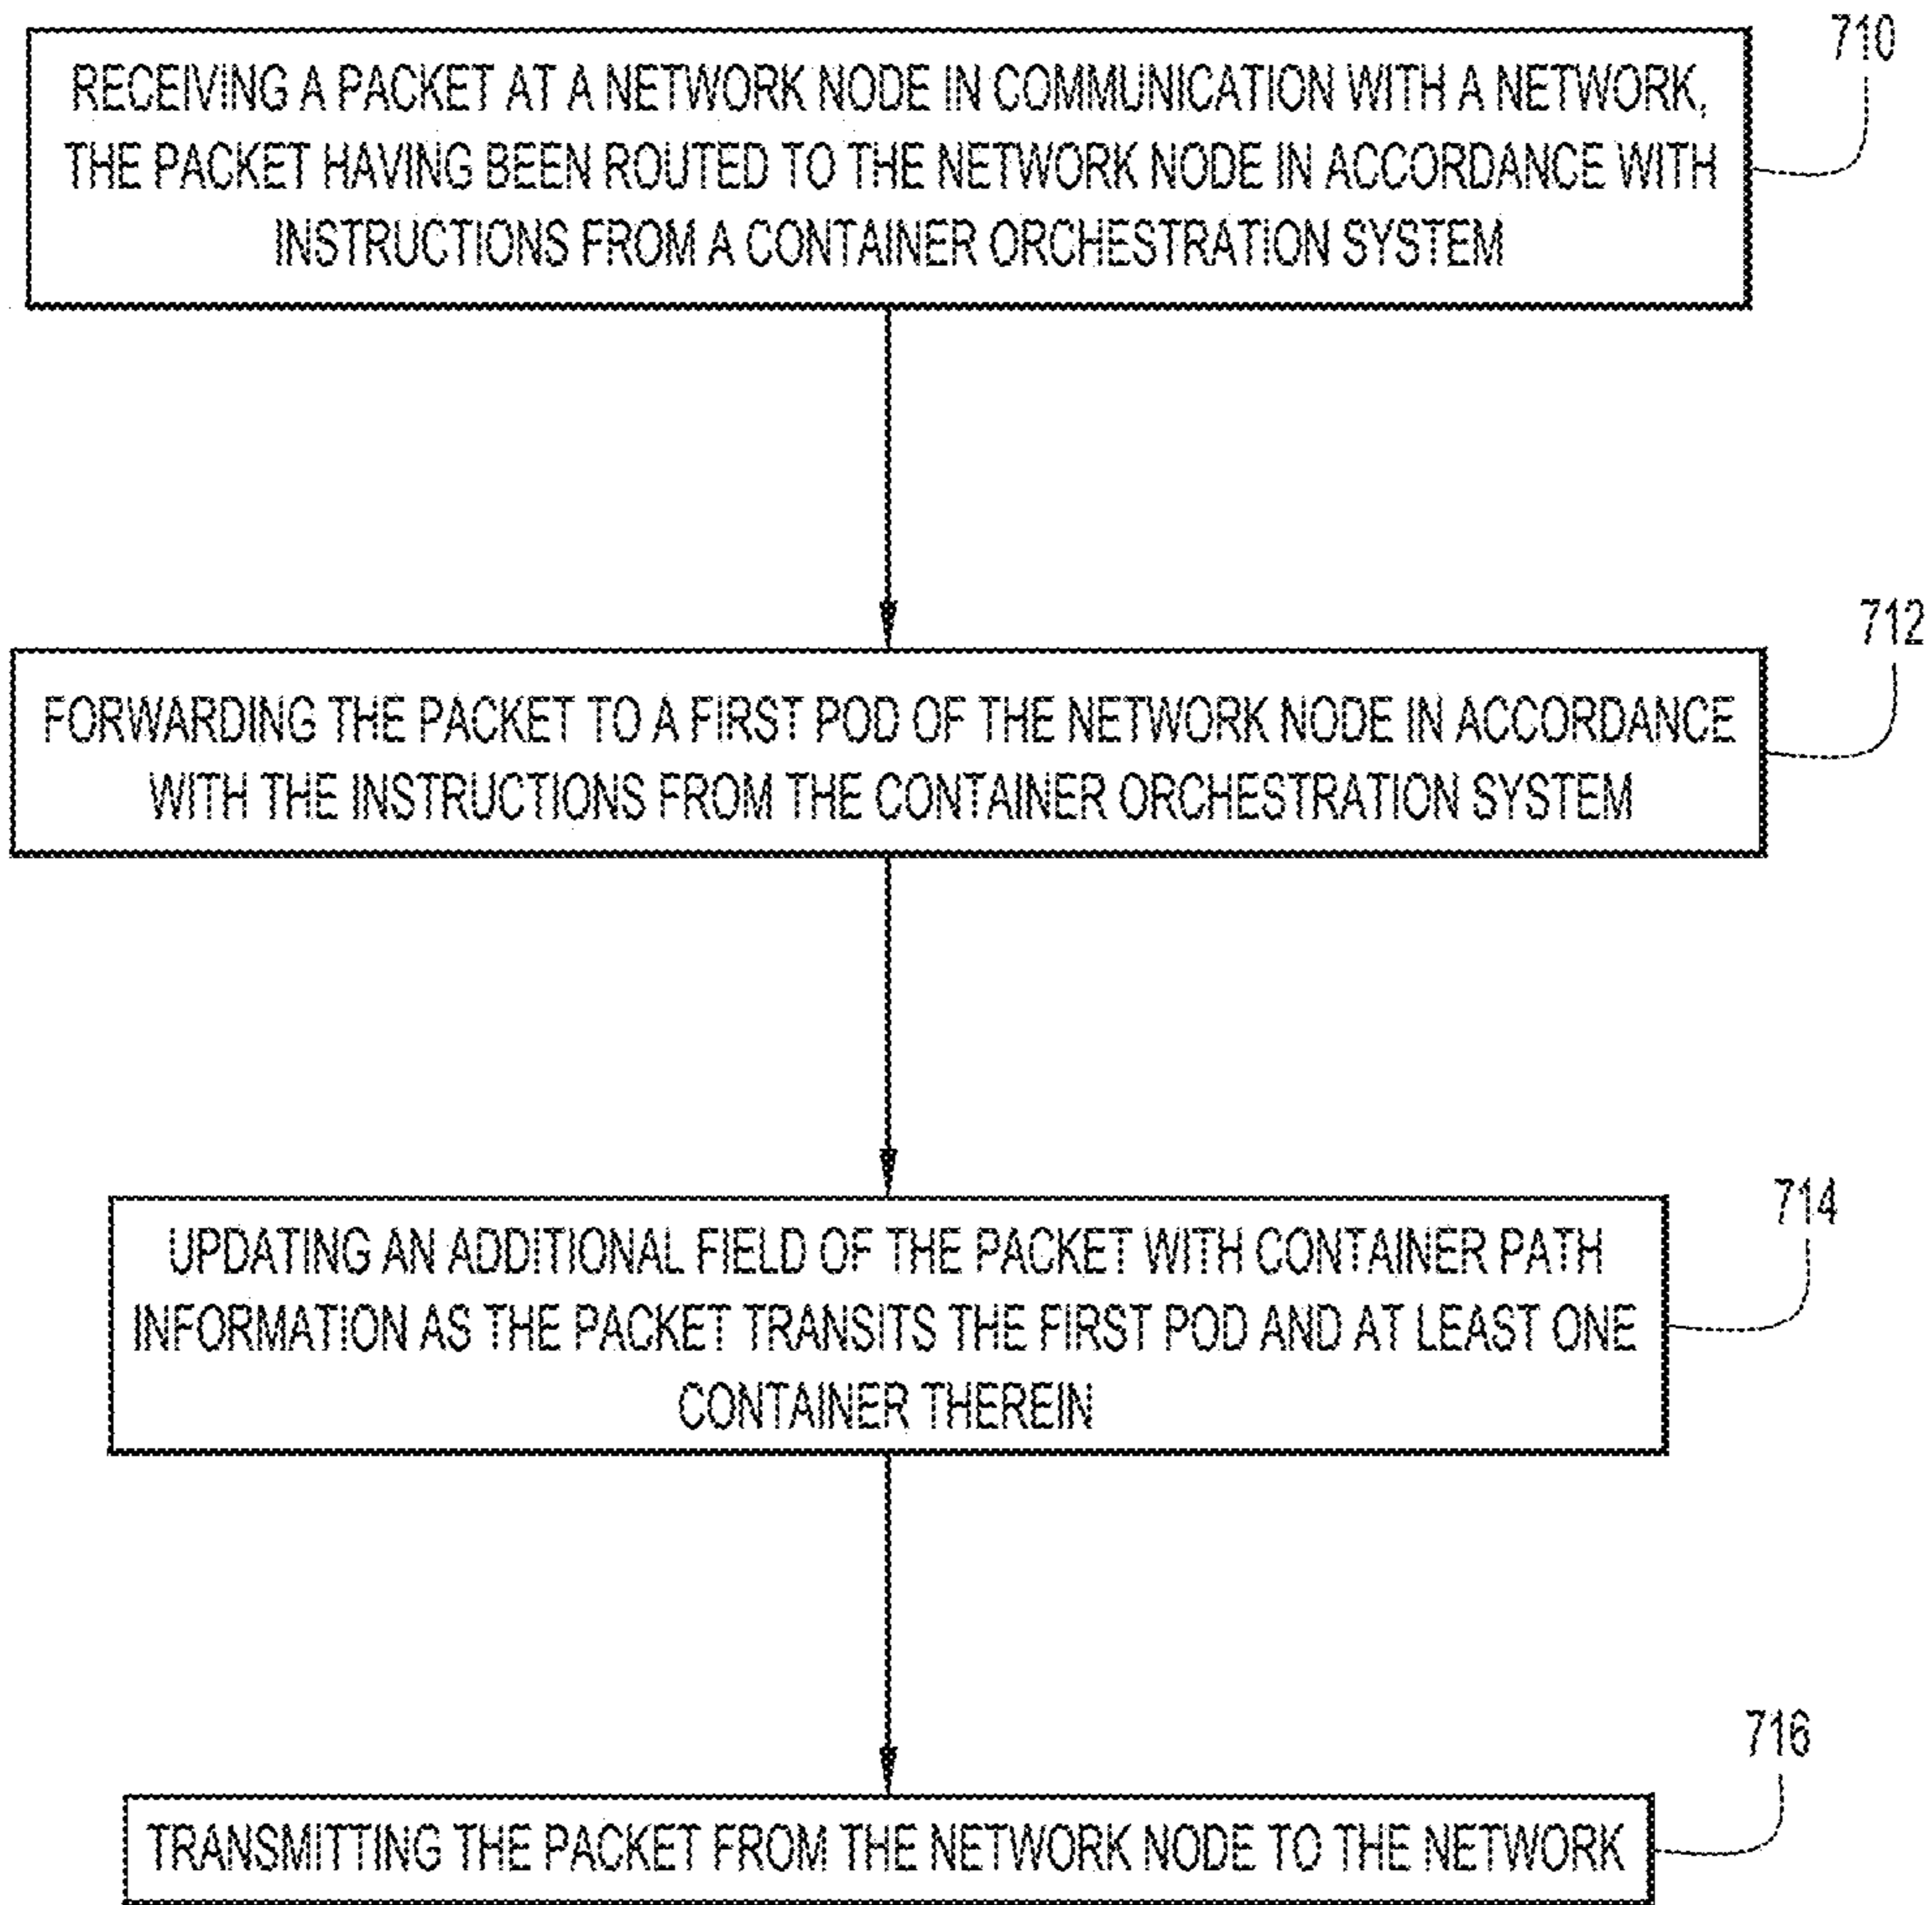 710
RECEIVING A PACKET AT A NETWORK NODE IN COMMUNICATION WITH A NETWORK,
THE PACKET HAVING BEEN ROUTED TO THE NETWORK NODE IN ACCORDANCE WITH
INSTRUCTIONS FROM A CONTAINER ORCHESTRATION SYSTEM
712
FORWARDING THE PACKET TO A FIRST POD OF THE NETWORK NODE IN ACCORDANCE
WITH THE INSTRUCTIONS FROM THE CONTAINER ORCHESTRATION SYSTEM
714
UPDATING AN ADDITIONAL FIELD OF THE PACKET WITH CONTAINER PATH
INFORMATION AS THE PACKET TRANSITS THE FIRST POD AND AT LEAST ONE
CONTAINER THEREIN
716
TRANSMITTING THE PACKET FROM THE NETWORK NODE TO THE NETWORK